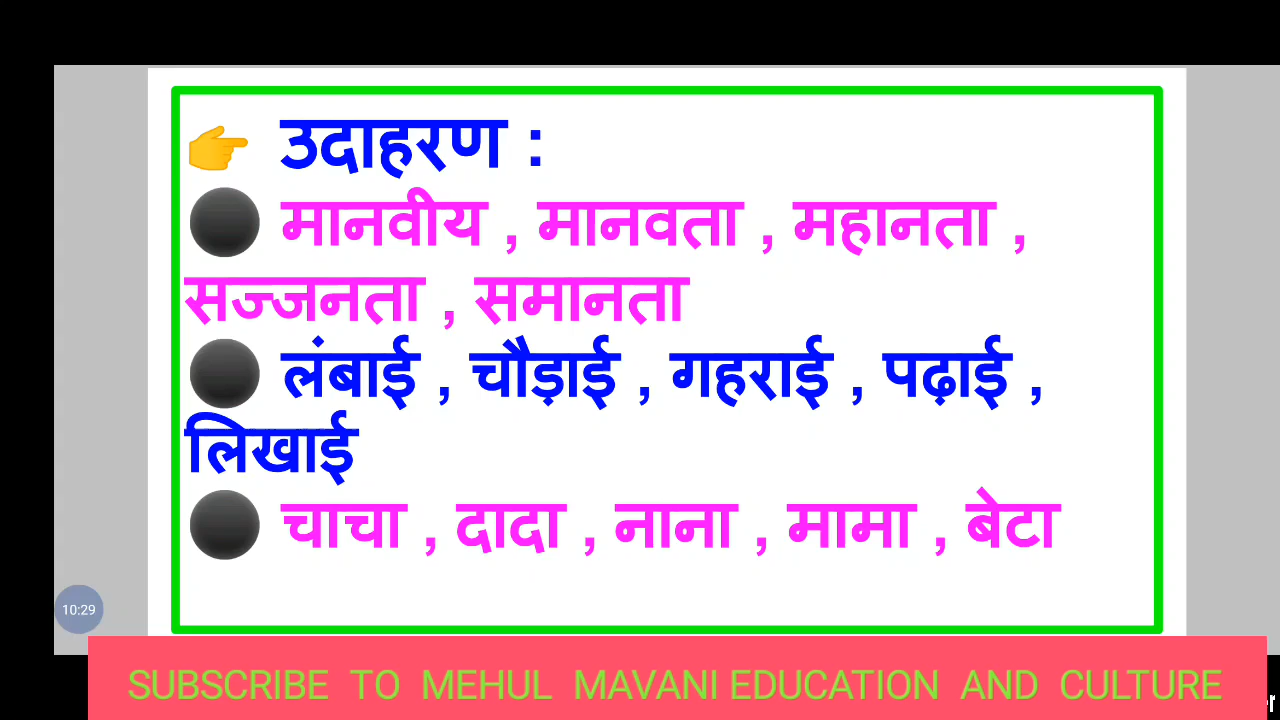 👉 उदाहरण :
⚫ मानवीय , मानवता , महानता ,
सज्जनता , समानता
⚫ लंबाई , चौड़ाई , गहराई , पढ़ाई ,
लिखाई
⚫ चाचा , दादा , नाना , मामा , बेटा
10:29
SUBSCRIBE TO MEHUL MAVANI EDUCATION AND CULTURE